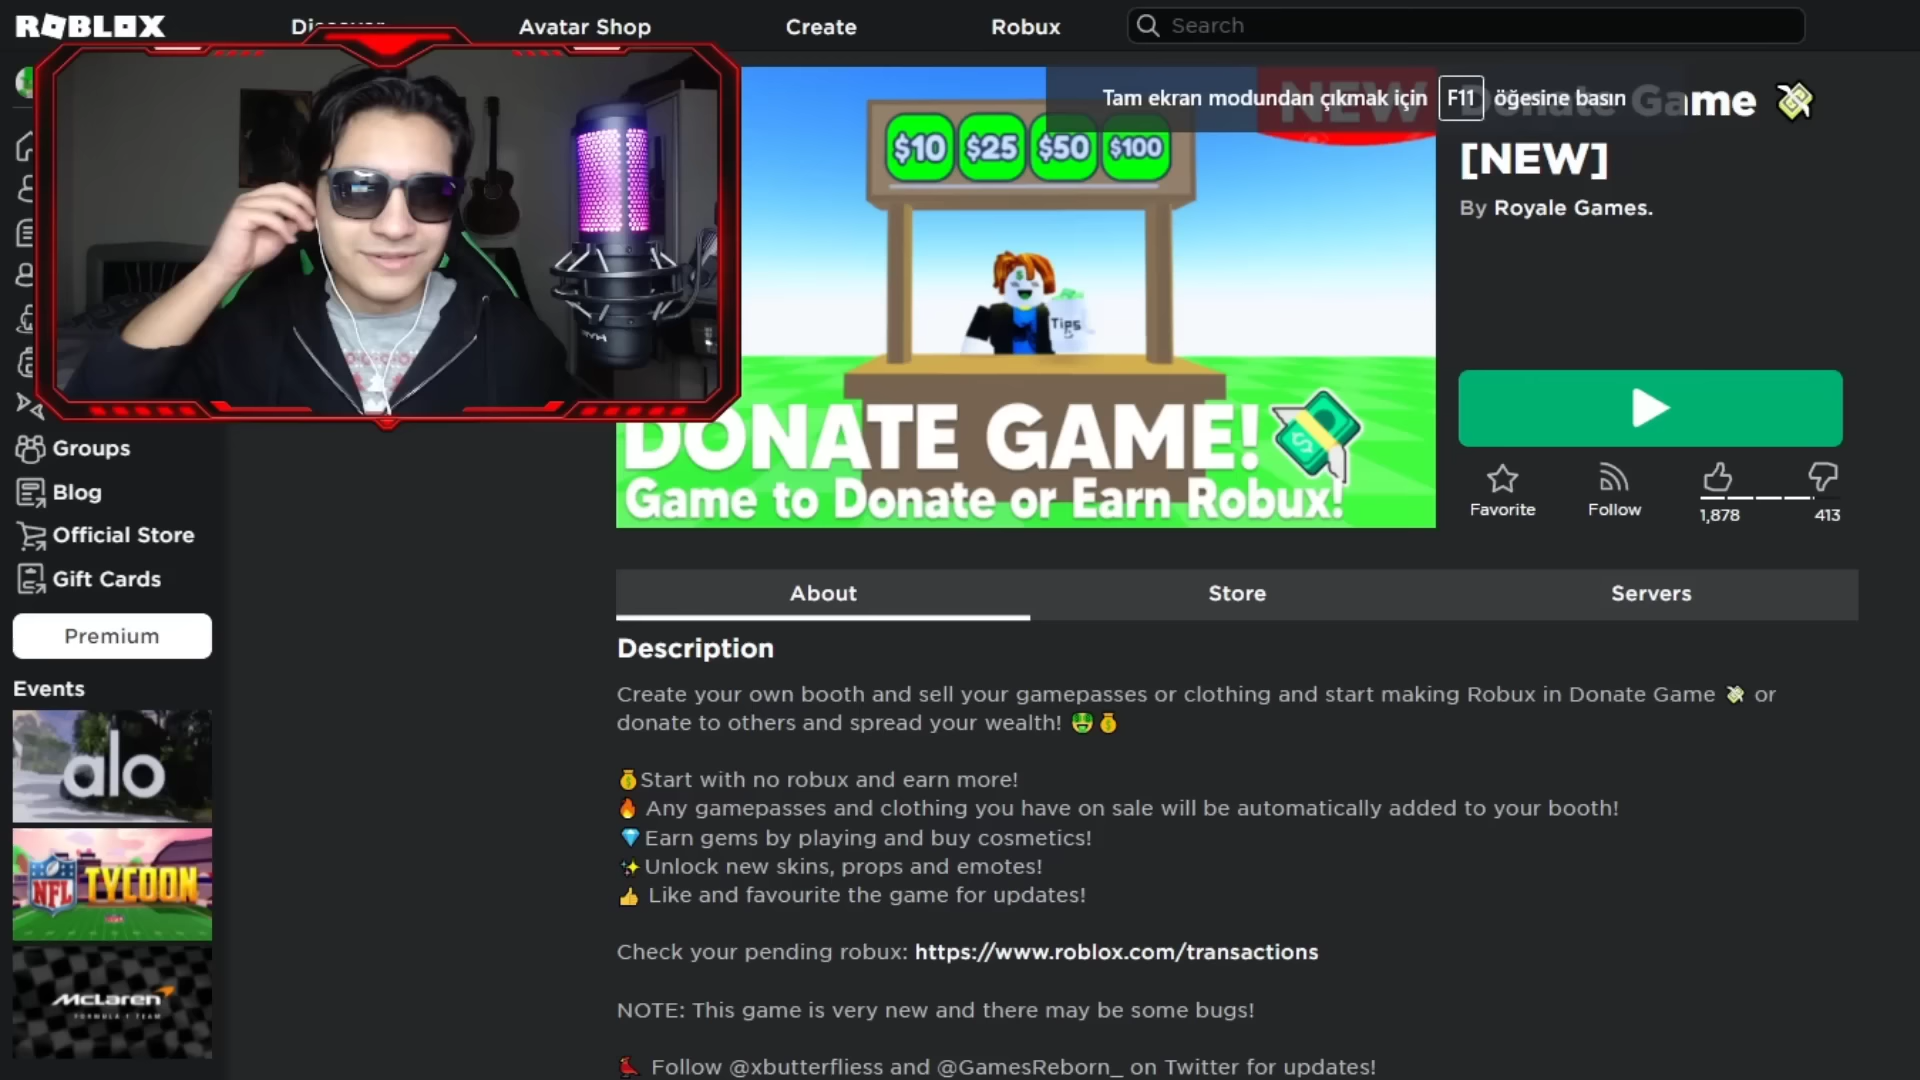 ROBLOX
Discover
Avatar Shop
Create
Robux
Search
Tam ekran modundan çıkmak için F11 öğesine basın
NEW
Donate Game 💸
[NEW]
By Royale Games.
$10 $25 $50 $100
Tips
DONATE GAME!
Game to Donate or Earn Robux!
Favorite
Follow
1,878
413
Groups
Blog
Official Store
Gift Cards
Premium
Events
alo
NFL TYCOON
McLaren
FORMULA 1 TEAM
About
Store
Servers
Description
Create your own booth and sell your gamepasses or clothing and start making Robux in Donate Game 💸 or
donate to others and spread your wealth! 🤑💰
💰Start with no robux and earn more!
🔥 Any gamepasses and clothing you have on sale will be automatically added to your booth!
💎Earn gems by playing and buy cosmetics!
✨Unlock new skins, props and emotes!
👍 Like and favourite the game for updates!
Check your pending robux: https://www.roblox.com/transactions
NOTE: This game is very new and there may be some bugs!
Follow @xbutterfliess and @GamesReborn_ on Twitter for updates!